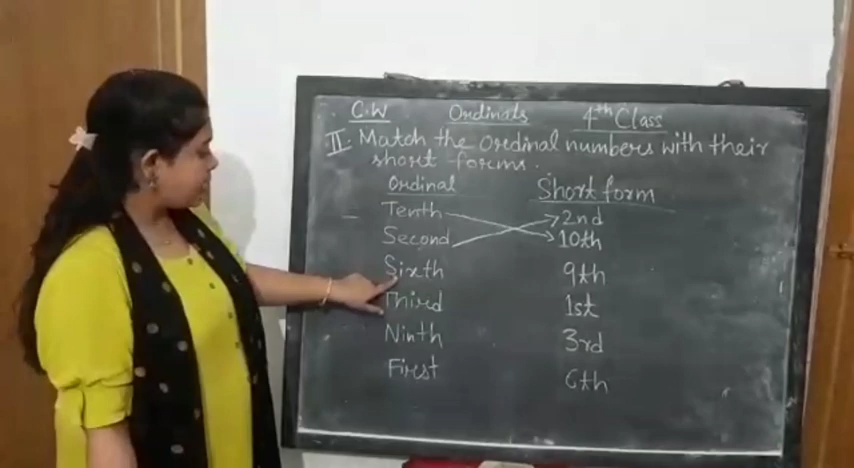 C.W Ordinals 4th Class
II. Match the ordinal numbers with their
short forms.
Ordinal Short form
Tenth 2nd
Second 10th
Sixth 9th
Third 1st
Ninth 3rd
First 6th